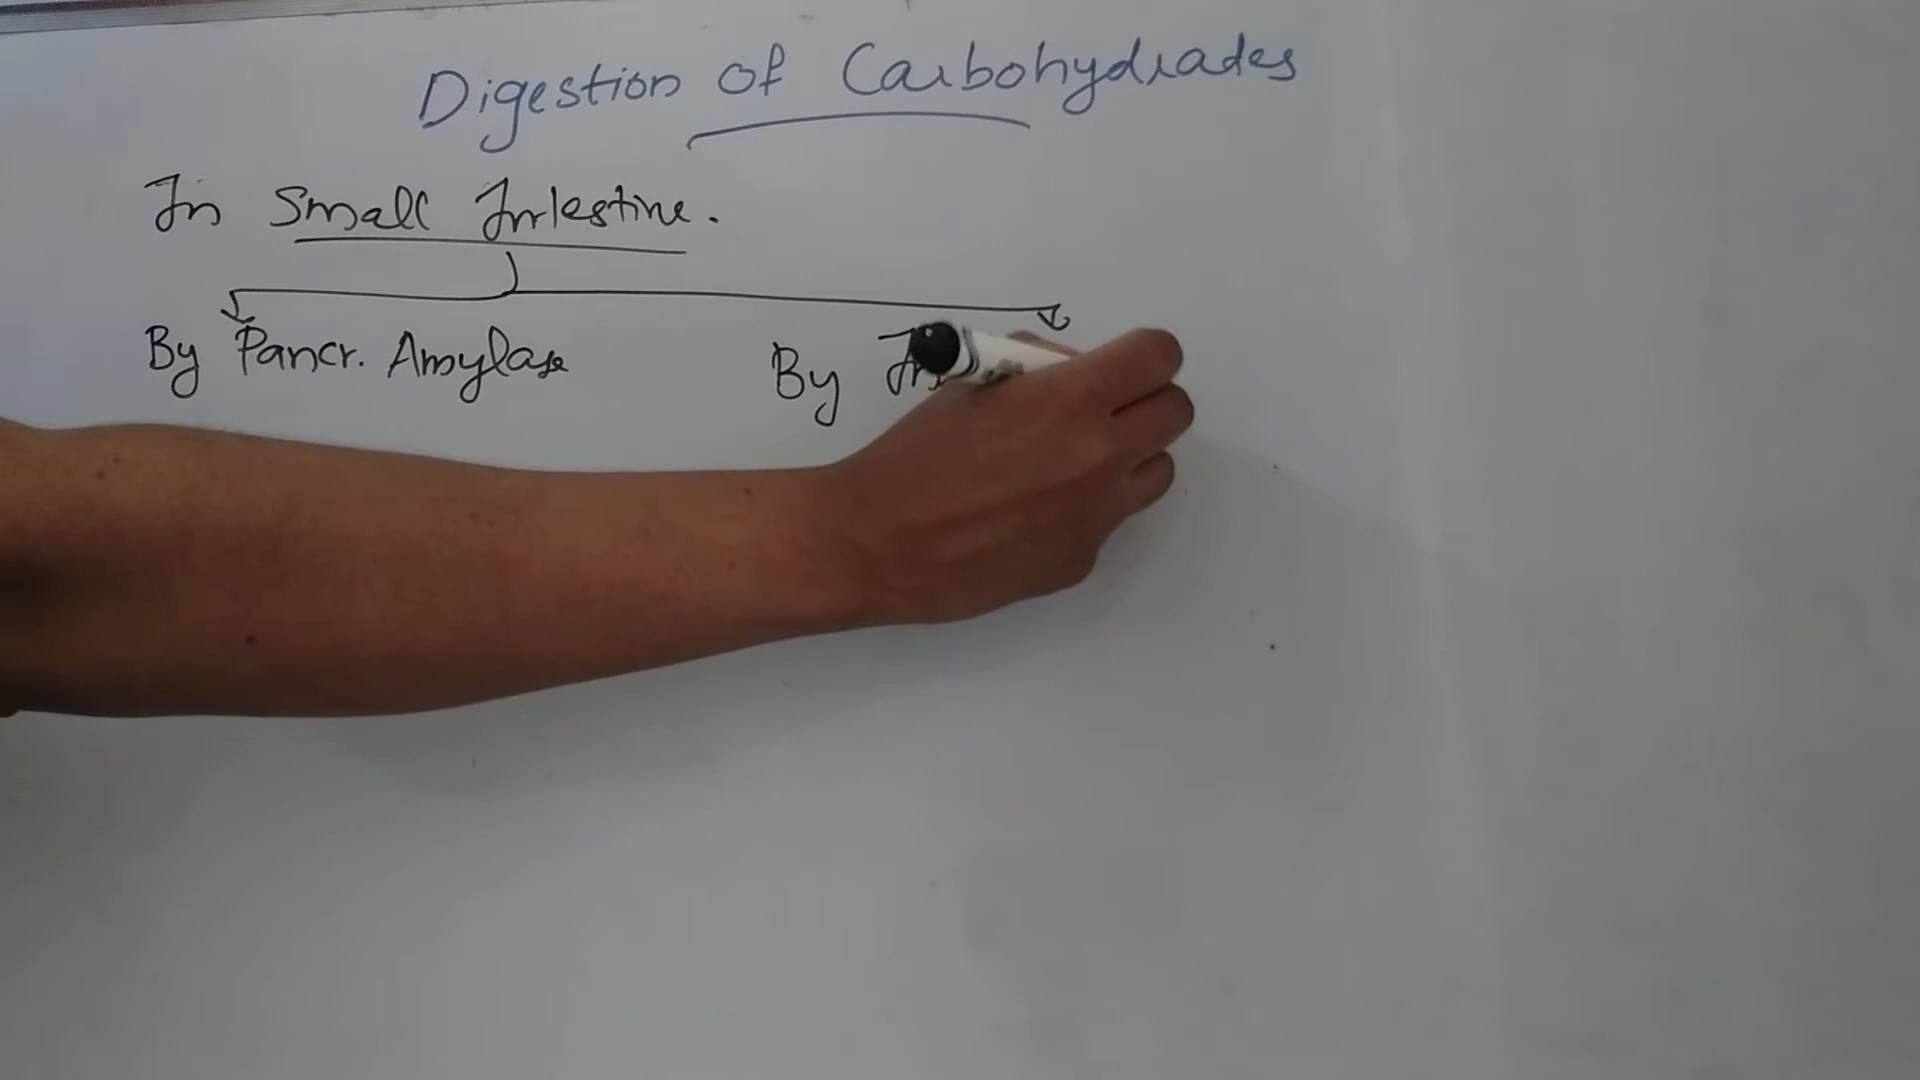 Digestion of Carbohydrades
In Small Intestine.
By Pancr. Amylase
By